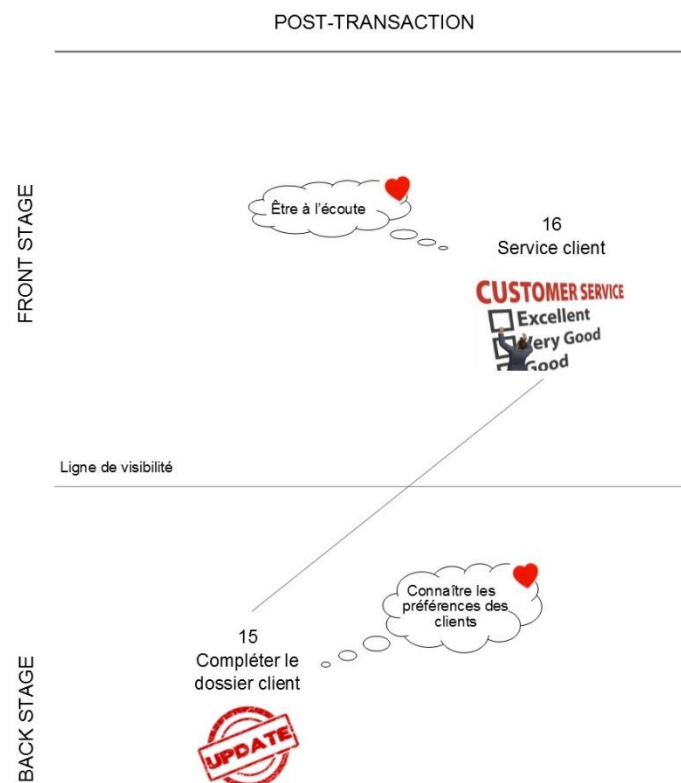 POST-TRANSACTION
FRONT STAGE
Être à l'écoute
16
Service client
CUSTOMER SERVICE
Excellent
Very Good
Good
Ligne de visibilité
BACK STAGE
Connaître les
préférences des
clients
15
Compléter le
dossier client
UPDATE